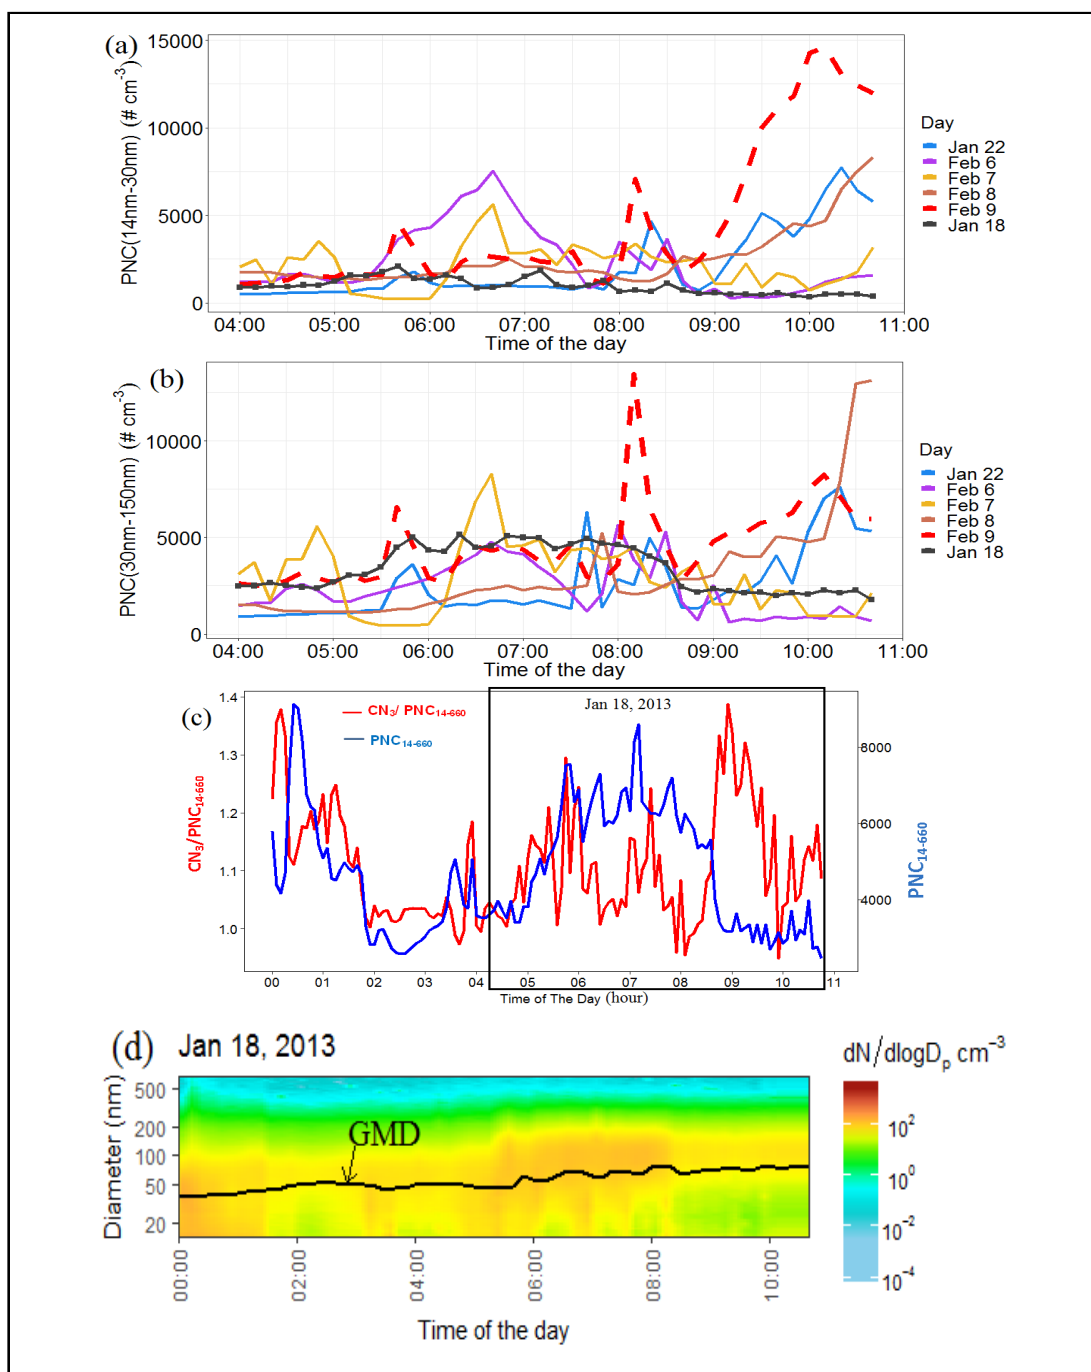 (a)
PNC(14nm-30nm) (# cm⁻³)
15000
10000
5000
0
04:00 05:00 06:00 07:00 08:00 09:00 10:00 11:00
Time of the day
Day
Jan 22
Feb 6
Feb 7
Feb 8
Feb 9
Jan 18
(b)
PNC(30nm-150nm) (# cm⁻³)
10000
5000
0
04:00 05:00 06:00 07:00 08:00 09:00 10:00 11:00
Time of the day
Day
Jan 22
Feb 6
Feb 7
Feb 8
Feb 9
Jan 18
(c)
CN₃/ PNC₁₄₋₆₆₀
PNC₁₄₋₆₆₀
Jan 18, 2013
CN₃/PNC₁₄₋₆₆₀
1.4
1.3
1.2
1.1
1.0
8000
6000
4000
PNC₁₄₋₆₆₀
00 01 02 03 04 05 06 07 08 09 10 11
Time of The Day (hour)
(d) Jan 18, 2013
Diameter (nm)
500
200
100
50
20
GMD
00:00 02:00 04:00 06:00 08:00 10:00
Time of the day
dN/dlogDₚ cm⁻³
10²
10⁰
10⁻²
10⁻⁴